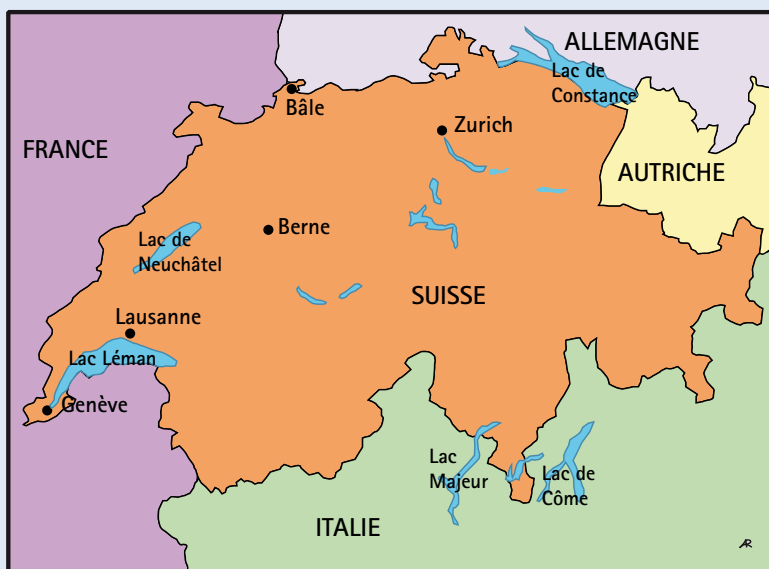 ALLEMAGNE
Lac de
Constance
Bâle
Zurich
FRANCE
AUTRICHE
Berne
Lac de
Neuchâtel
SUISSE
Lausanne
Lac Léman
Genève
Lac
Majeur
Lac de
Côme
ITALIE